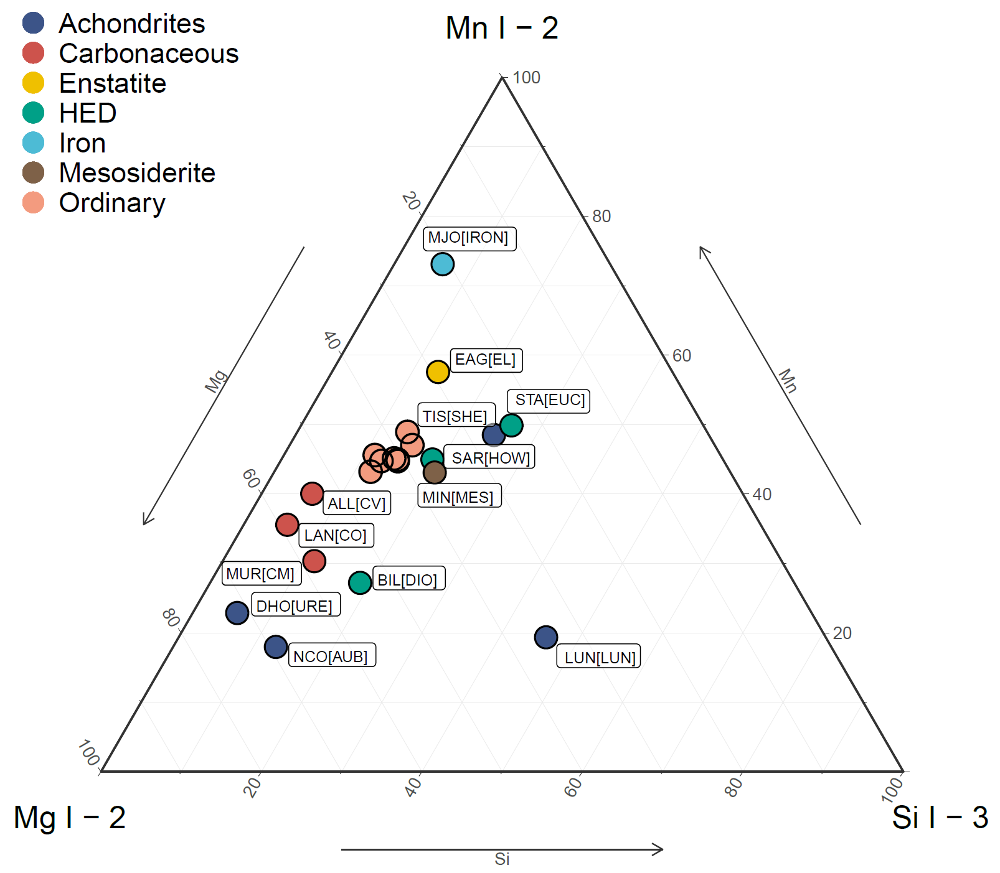 Achondrites
Carbonaceous
Enstatite
HED
Iron
Mesosiderite
Ordinary
Mn I − 2
100
20
80
MJO[IRON]
40
60
EAG[EL]
Mg
Mn
STA[EUC]
TIS[SHE]
SAR[HOW]
60
40
MIN[MES]
ALL[CV]
LAN[CO]
MUR[CM]
BIL[DIO]
DHO[URE]
80
20
NCO[AUB]
LUN[LUN]
100
20
40
60
80
100
Mg I − 2
Si I − 3
Si